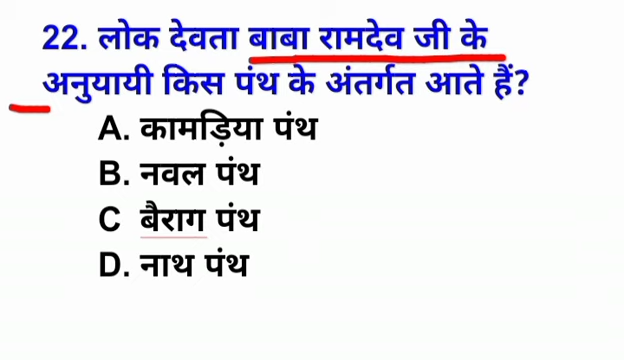 22. लोक देवता बाबा रामदेव जी के
अनुयायी किस पंथ के अंतर्गत आते हैं?
A. कामड़िया पंथ
B. नवल पंथ
C बैराग पंथ
D. नाथ पंथ